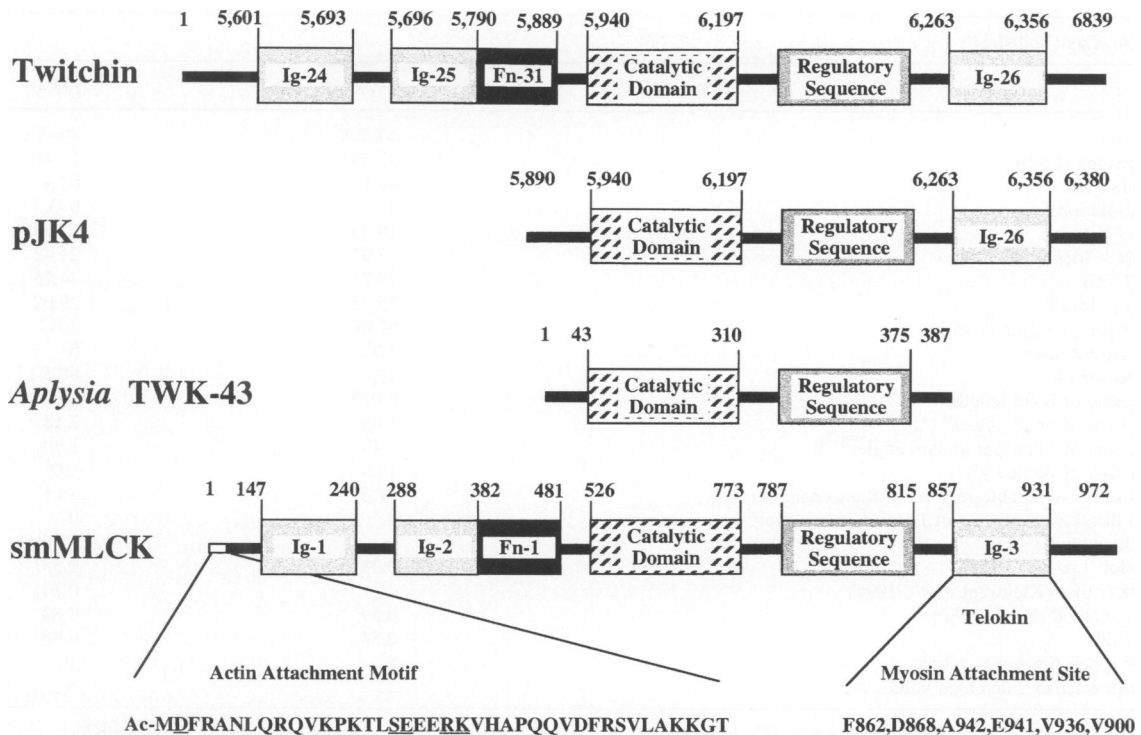 1 5,601 5,693 5,696 5,790 5,889 5,940 6,197 6,263 6,356 6839
Twitchin Ig-24 Ig-25 Fn-31 Catalytic Domain Regulatory Sequence Ig-26
5,890 5,940 6,197 6,263 6,356 6,380
pJK4 Catalytic Domain Regulatory Sequence Ig-26
1 43 310 375 387
Aplysia TWK-43 Catalytic Domain Regulatory Sequence
1 147 240 288 382 481 526 773 787 815 857 931 972
smMLCK Ig-1 Ig-2 Fn-1 Catalytic Domain Regulatory Sequence Ig-3
Telokin
Actin Attachment Motif Myosin Attachment Site
Ac-MDFRANLQRQVKPKTLSEEERKVHAPQQVDFRSVLAKKGT F862,D868,A942,E941,V936,V900